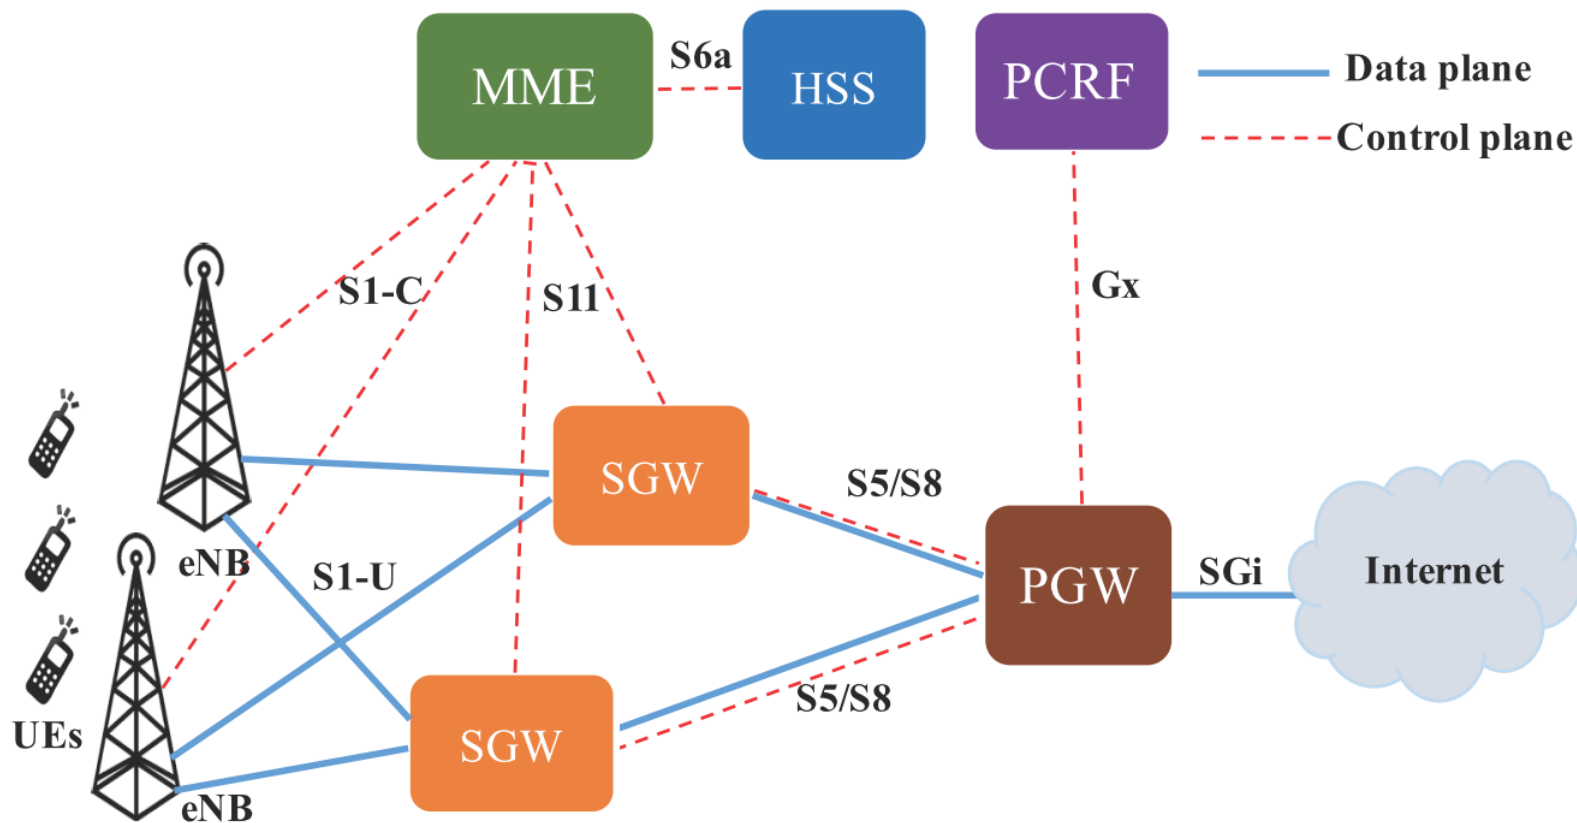 MME
S6a
HSS
PCRF
Data plane
Control plane
S1-C
S11
Gx
SGW
S5/S8
eNB
S1-U
PGW
SGi
Internet
UEs
S5/S8
SGW
eNB